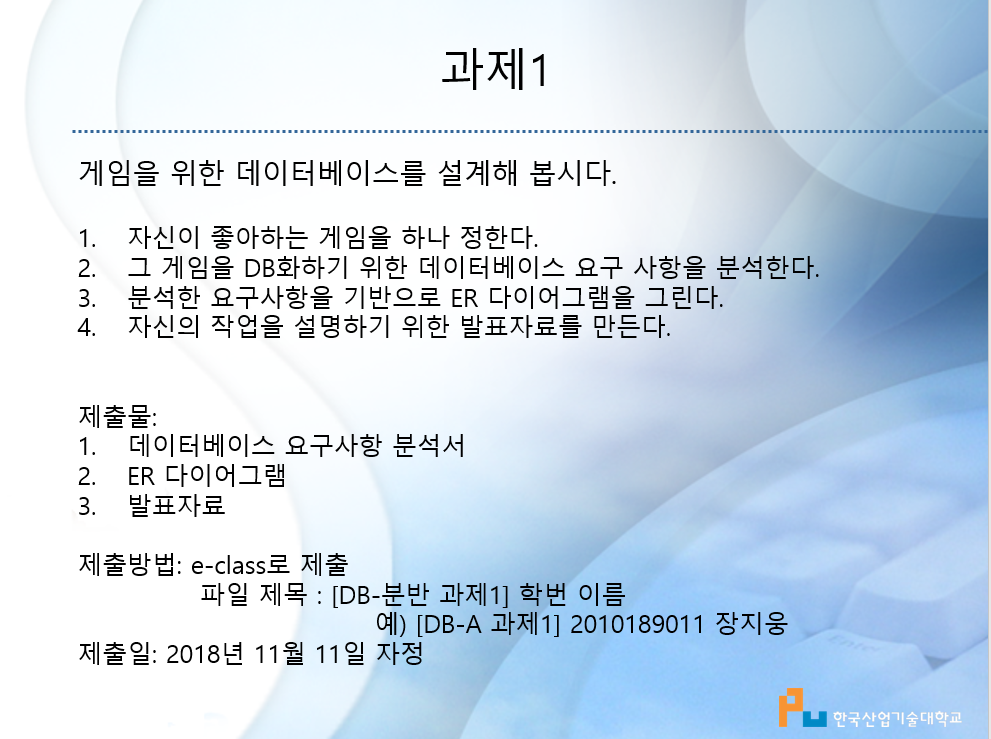 과제1
게임을 위한 데이터베이스를 설계해 봅시다.
1. 자신이 좋아하는 게임을 하나 정한다.
2. 그 게임을 DB화하기 위한 데이터베이스 요구 사항을 분석한다.
3. 분석한 요구사항을 기반으로 ER 다이어그램을 그린다.
4. 자신의 작업을 설명하기 위한 발표자료를 만든다.
제출물:
1. 데이터베이스 요구사항 분석서
2. ER 다이어그램
3. 발표자료
제출방법: e-class로 제출
파일 제목 : [DB-분반 과제1] 학번 이름
예) [DB-A 과제1] 2010189011 장지웅
제출일: 2018년 11월 11일 자정
Enter
한국산업기술대학교